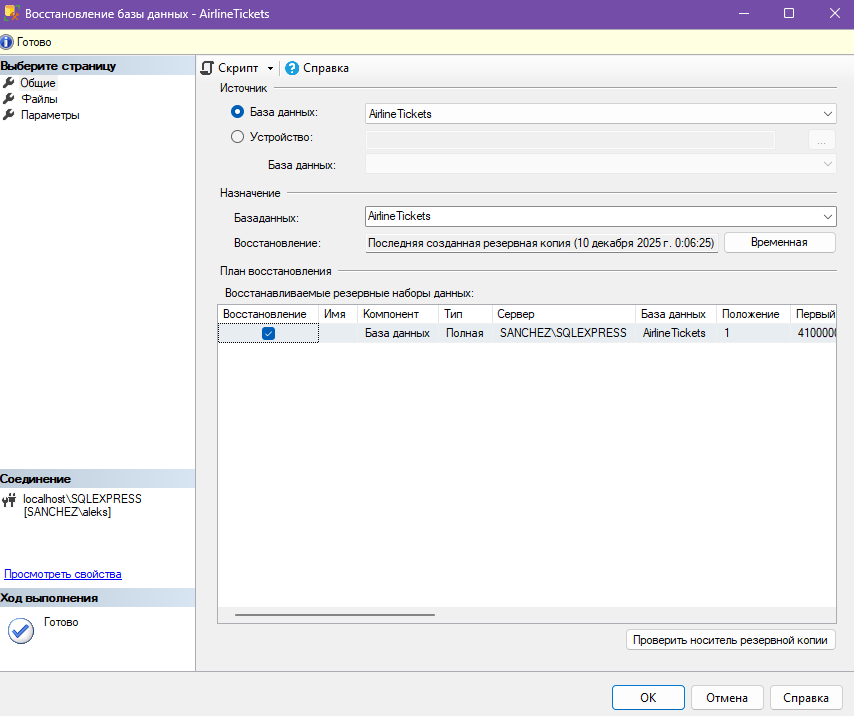 Восстановление базы данных - AirlineTickets
Готово
Выберите страницу
Общие
Файлы
Параметры
Скрипт
Справка
Источник
База данных:
AirlineTickets
Устройство:
...
База данных:
Назначение
Базаданных:
AirlineTickets
Восстановление:
Последняя созданная резервная копия (10 декабря 2025 г. 0:06:25)
Временная
План восстановления
Восстанавливаемые резервные наборы данных:
Восстановление Имя Компонент Тип Сервер База данных Положение Первый
База данных Полная SANCHEZ\SQLEXPRESS AirlineTickets 1 4100000
Соединение
localhost\SQLEXPRESS
[SANCHEZ\aleks]
Просмотреть свойства
Ход выполнения
Готово
Проверить носитель резервной копии
OK
Отмена
Справка